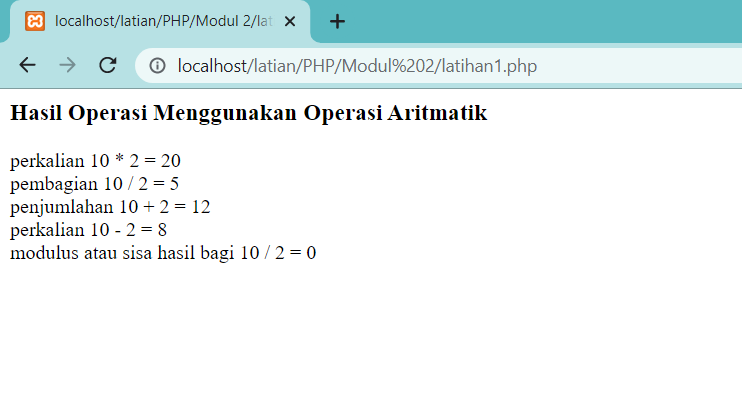 localhost/latian/PHP/Modul 2/lat
localhost/latian/PHP/Modul%202/latihan1.php
Hasil Operasi Menggunakan Operasi Aritmatik
perkalian 10 * 2 = 20
pembagian 10 / 2 = 5
penjumlahan 10 + 2 = 12
perkalian 10 - 2 = 8
modulus atau sisa hasil bagi 10 / 2 = 0